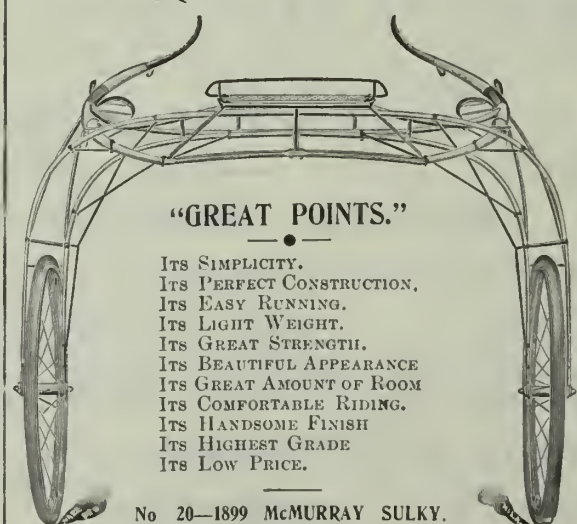 "GREAT POINTS."
ITS SIMPLICITY.
ITS PERFECT CONSTRUCTION.
ITS EASY RUNNING.
ITS LIGHT WEIGHT.
ITS GREAT STRENGTH.
ITS BEAUTIFUL APPEARANCE
ITS GREAT AMOUNT OF ROOM
ITS COMFORTABLE RIDING.
ITS HANDSOME FINISH
ITS HIGHEST GRADE
ITS LOW PRICE.
No 20—1899 McMURRAY SULKY.